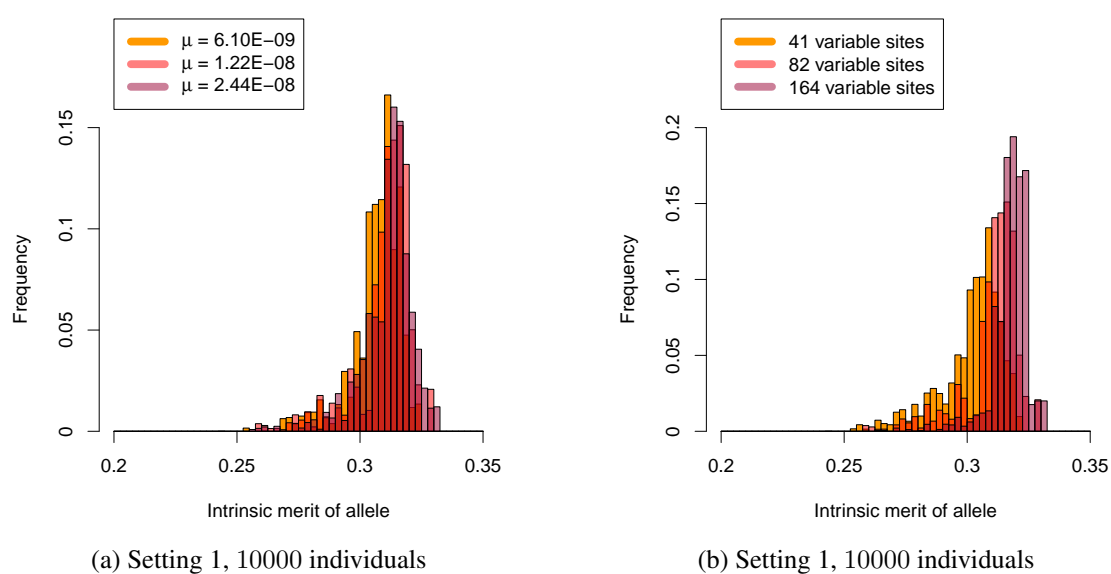 μ = 6.10E−09
μ = 1.22E−08
μ = 2.44E−08
Frequency
0.15
0.1
0.05
0
0.2
0.25
0.3
0.35
Intrinsic merit of allele
(a) Setting 1, 10000 individuals
41 variable sites
82 variable sites
164 variable sites
Frequency
0.2
0.15
0.1
0.05
0
0.2
0.25
0.3
0.35
Intrinsic merit of allele
(b) Setting 1, 10000 individuals